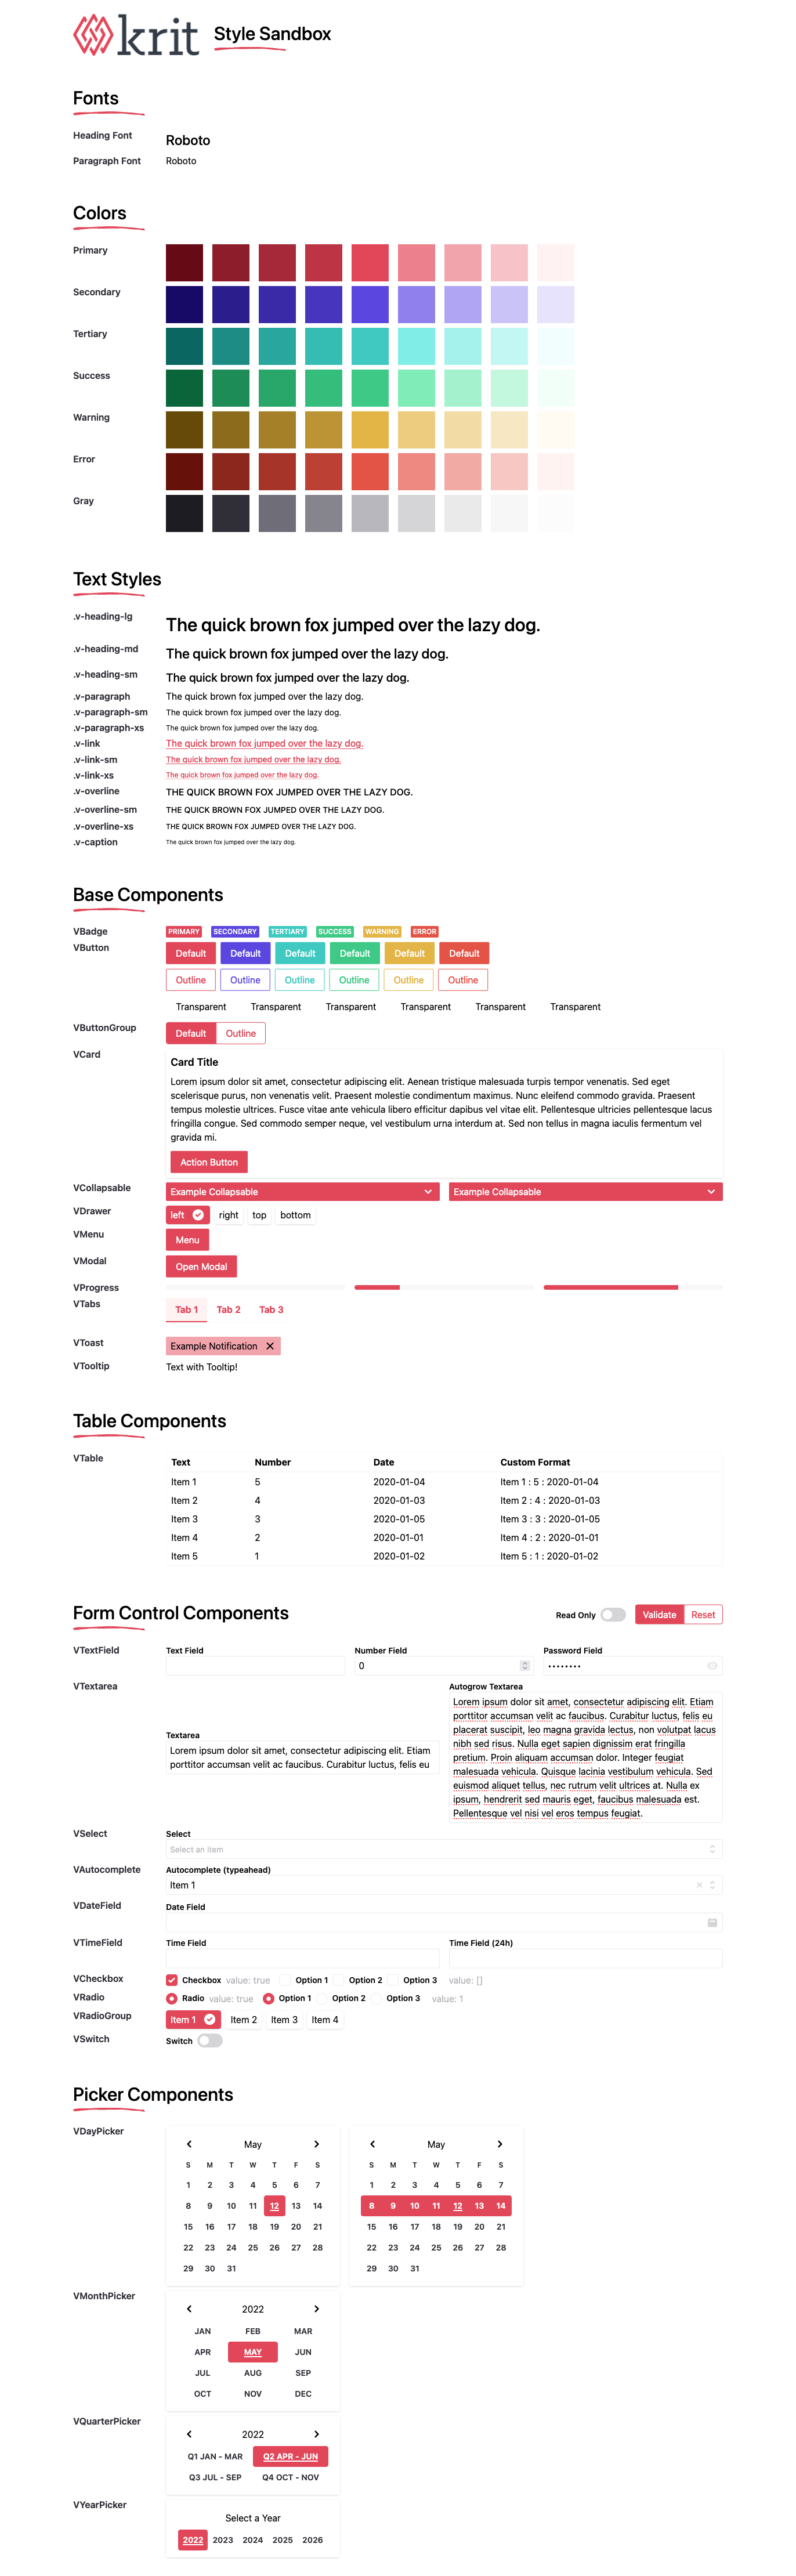 krit Style Sandbox
Fonts
Heading Font Roboto
Paragraph Font Roboto
Colors
Primary
Secondary
Tertiary
Success
Warning
Error
Gray
Text Styles
.v-heading-lg The quick brown fox jumped over the lazy dog.
.v-heading-md The quick brown fox jumped over the lazy dog.
.v-heading-sm The quick brown fox jumped over the lazy dog.
.v-paragraph The quick brown fox jumped over the lazy dog.
.v-paragraph-sm The quick brown fox jumped over the lazy dog.
.v-paragraph-xs The quick brown fox jumped over the lazy dog.
.v-link The quick brown fox jumped over the lazy dog.
.v-link-sm The quick brown fox jumped over the lazy dog.
.v-link-xs The quick brown fox jumped over the lazy dog.
.v-overline THE QUICK BROWN FOX JUMPED OVER THE LAZY DOG.
.v-overline-sm THE QUICK BROWN FOX JUMPED OVER THE LAZY DOG.
.v-overline-xs THE QUICK BROWN FOX JUMPED OVER THE LAZY DOG.
.v-caption The quick brown fox jumped over the lazy dog.
Base Components
VBadge PRIMARY SECONDARY TERTIARY SUCCESS WARNING ERROR
VButton Default Default Default Default Default Default
Outline Outline Outline Outline Outline Outline
Transparent Transparent Transparent Transparent Transparent Transparent
VButtonGroup Default Outline
VCard Card Title
Lorem ipsum dolor sit amet, consectetur adipiscing elit. Aenean tristique malesuada turpis tempor venenatis. Sed eget
scelerisque purus, non venenatis velit. Praesent molestie condimentum maximus. Nunc eleifend commodo gravida. Praesent
tempus molestie ultrices. Fusce vitae ante vehicula libero efficitur dapibus vel vitae elit. Pellentesque ultricies pellentesque lacus
fringilla congue. Sed commodo semper neque, vel vestibulum urna interdum at. Sed non tellus in magna iaculis fermentum vel
gravida mi.
Action Button
VCollapsable Example Collapsable Example Collapsable
VDrawer left right top bottom
VMenu Menu
VModal Open Modal
VProgress
VTabs Tab 1 Tab 2 Tab 3
VToast Example Notification
VTooltip Text with Tooltip!
Table Components
VTable Text Number Date Custom Format
Item 1 5 2020-01-04 Item 1 : 5 : 2020-01-04
Item 2 4 2020-01-03 Item 2 : 4 : 2020-01-03
Item 3 3 2020-01-05 Item 3 : 3 : 2020-01-05
Item 4 2 2020-01-01 Item 4 : 2 : 2020-01-01
Item 5 1 2020-01-02 Item 5 : 1 : 2020-01-02
Form Control Components Read Only Validate Reset
VTextField Text Field Number Field Password Field
0 ••••••••
VTextarea Autogrow Textarea
Lorem ipsum dolor sit amet, consectetur adipiscing elit. Etiam
porttitor accumsan velit ac faucibus. Curabitur luctus, felis eu
placerat suscipit, leo magna gravida lectus, non volutpat lacus
nibh sed risus. Nulla eget sapien dignissim erat fringilla
pretium. Proin aliquam accumsan dolor. Integer feugiat
malesuada vehicula. Quisque lacinia vestibulum vehicula. Sed
euismod aliquet tellus, nec rutrum velit ultrices at. Nulla ex
ipsum, hendrerit sed mauris eget, faucibus malesuada est.
Pellentesque vel nisi vel eros tempus feugiat.
Textarea
Lorem ipsum dolor sit amet, consectetur adipiscing elit. Etiam
porttitor accumsan velit ac faucibus. Curabitur luctus, felis eu
VSelect Select
Select an Item
VAutocomplete Autocomplete (typeahead)
Item 1
VDateField Date Field
VTimeField Time Field Time Field (24h)
VCheckbox Checkbox value: true Option 1 Option 2 Option 3 value: []
VRadio Radio value: true Option 1 Option 2 Option 3 value: 1
VRadioGroup Item 1 Item 2 Item 3 Item 4
VSwitch Switch
Picker Components
VDayPicker May May
S M T W T F S S M T W T F S
1 2 3 4 5 6 7 1 2 3 4 5 6 7
8 9 10 11 12 13 14 8 9 10 11 12 13 14
15 16 17 18 19 20 21 15 16 17 18 19 20 21
22 23 24 25 26 27 28 22 23 24 25 26 27 28
29 30 31 29 30 31
VMonthPicker 2022
JAN FEB MAR
APR MAY JUN
JUL AUG SEP
OCT NOV DEC
VQuarterPicker 2022
Q1 JAN - MAR Q2 APR - JUN
Q3 JUL - SEP Q4 OCT - NOV
VYearPicker Select a Year
2022 2023 2024 2025 2026